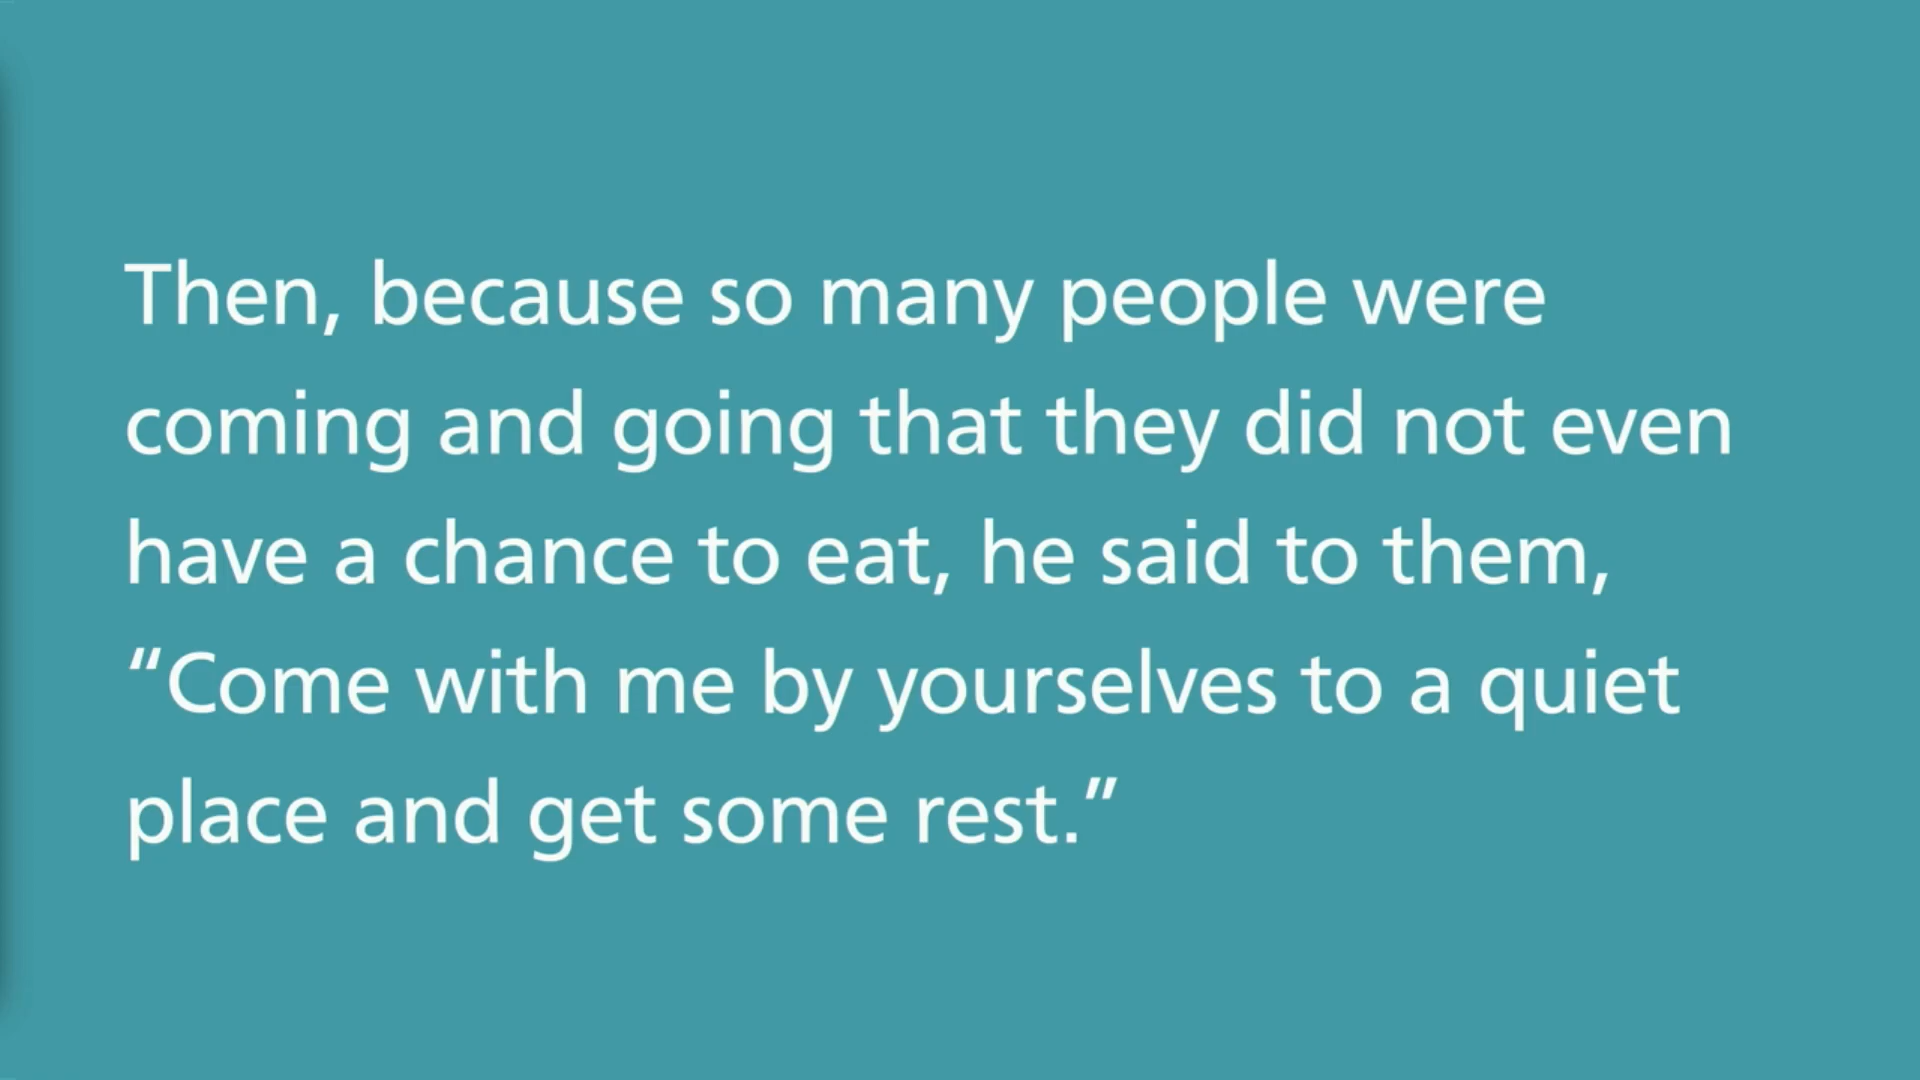 Then, because so many people were
coming and going that they did not even
have a chance to eat, he said to them,
“Come with me by yourselves to a quiet
place and get some rest.”